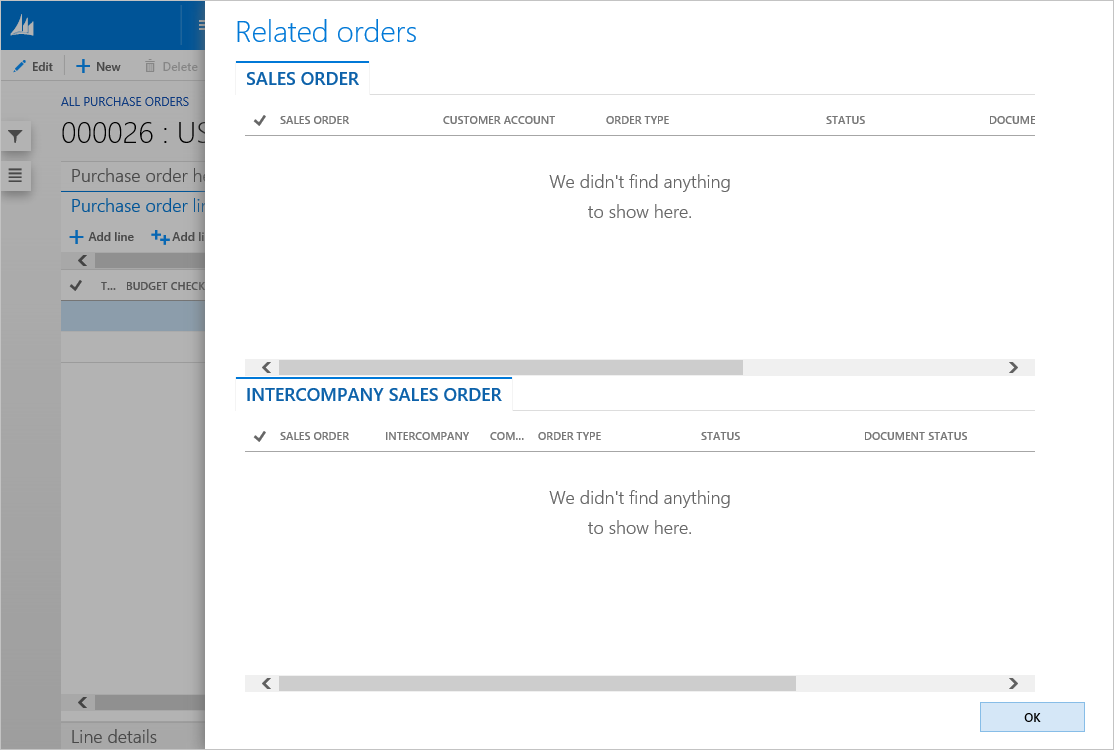 Edit
New
Delete
ALL PURCHASE ORDERS
000026 : US
Purchase order he
Purchase order lin
Add line
Add li
T... BUDGET CHECK
Line details
Related orders
SALES ORDER
SALES ORDER CUSTOMER ACCOUNT ORDER TYPE STATUS DOCUME
We didn't find anything
to show here.
INTERCOMPANY SALES ORDER
SALES ORDER INTERCOMPANY COM... ORDER TYPE STATUS DOCUMENT STATUS
We didn't find anything
to show here.
OK